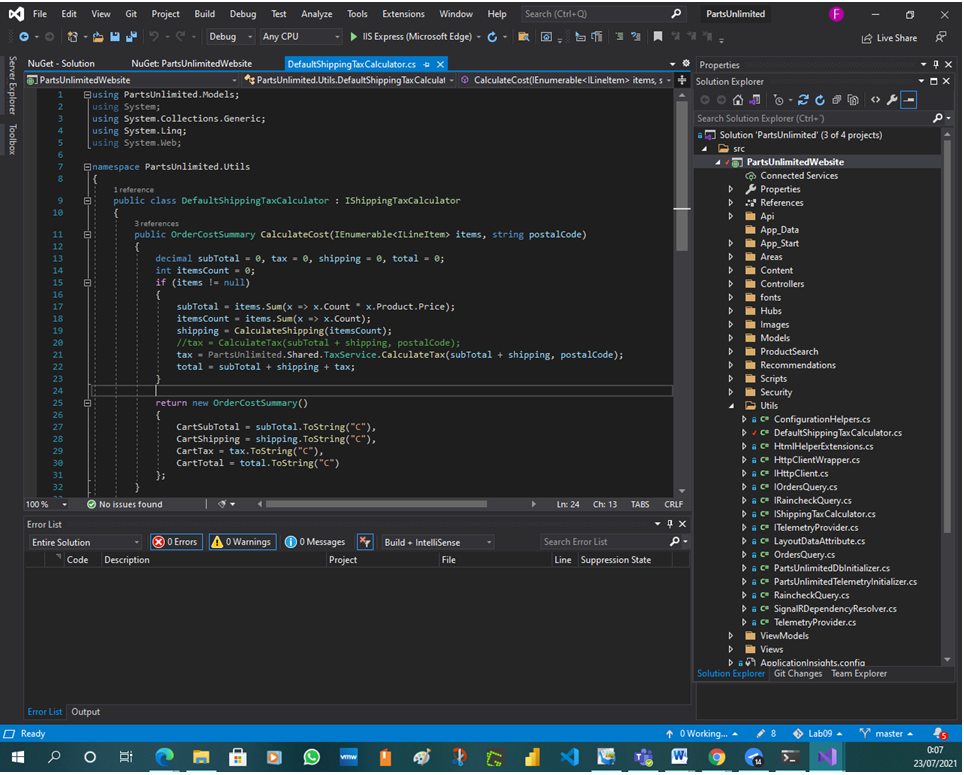 File Edit View Git Project Build Debug Test Analyze Tools Extensions Window Help Search (Ctrl+Q) PartsUnlimited F
Debug Any CPU IIS Express (Microsoft Edge) Live Share
Server Explorer
Toolbox
NuGet - Solution NuGet: PartsUnlimitedWebsite DefaultShippingTaxCalculator.cs
PartsUnlimitedWebsite PartsUnlimited.Utils.DefaultShippingTaxCalculat CalculateCost(IEnumerable<ILineItem> items, s
1 using PartsUnlimited.Models;
2 using System;
3 using System.Collections.Generic;
4 using System.Linq;
5 using System.Web;
6
7 namespace PartsUnlimited.Utils
8 {
1 reference
9 public class DefaultShippingTaxCalculator : IShippingTaxCalculator
10 {
3 references
11 public OrderCostSummary CalculateCost(IEnumerable<ILineItem> items, string postalCode)
12 {
13 decimal subTotal = 0, tax = 0, shipping = 0, total = 0;
14 int itemsCount = 0;
15 if (items != null)
16 {
17 subTotal = items.Sum(x => x.Count * x.Product.Price);
18 itemsCount = items.Sum(x => x.Count);
19 shipping = CalculateShipping(itemsCount);
20 //tax = CalculateTax(subTotal + shipping, postalCode);
21 tax = PartsUnlimited.Shared.TaxService.CalculateTax(subTotal + shipping, postalCode);
22 total = subTotal + shipping + tax;
23 }
24
25 return new OrderCostSummary()
26 {
27 CartSubTotal = subTotal.ToString("C"),
28 CartShipping = shipping.ToString("C"),
29 CartTax = tax.ToString("C"),
30 CartTotal = total.ToString("C")
31 };
32 }
100 % No issues found Ln: 24 Ch: 13 TABS CRLF
Error List
Entire Solution 0 Errors 0 Warnings 0 Messages Build + IntelliSense Search Error List
Code Description Project File Line Suppression State
Error List Output
Properties
Solution Explorer
Search Solution Explorer (Ctrl+´)
Solution 'PartsUnlimited' (3 of 4 projects)
src
PartsUnlimitedWebsite
Connected Services
Properties
References
Api
App_Data
App_Start
Areas
Content
Controllers
fonts
Hubs
Images
Models
ProductSearch
Recommendations
Scripts
Security
Utils
ConfigurationHelpers.cs
DefaultShippingTaxCalculator.cs
HtmlHelperExtensions.cs
HttpClientWrapper.cs
IHttpClient.cs
IOrdersQuery.cs
IRaincheckQuery.cs
IShippingTaxCalculator.cs
ITelemetryProvider.cs
LayoutDataAttribute.cs
OrdersQuery.cs
PartsUnlimitedDbInitializer.cs
PartsUnlimitedTelemetryInitializer.cs
RaincheckQuery.cs
SignalRDependencyResolver.cs
TelemetryProvider.cs
ViewModels
Views
ApplicationInsights.config
Solution Explorer Git Changes Team Explorer
Ready 0 Working... 8 Lab09 master 5
vmw 14 0:07
23/07/2021